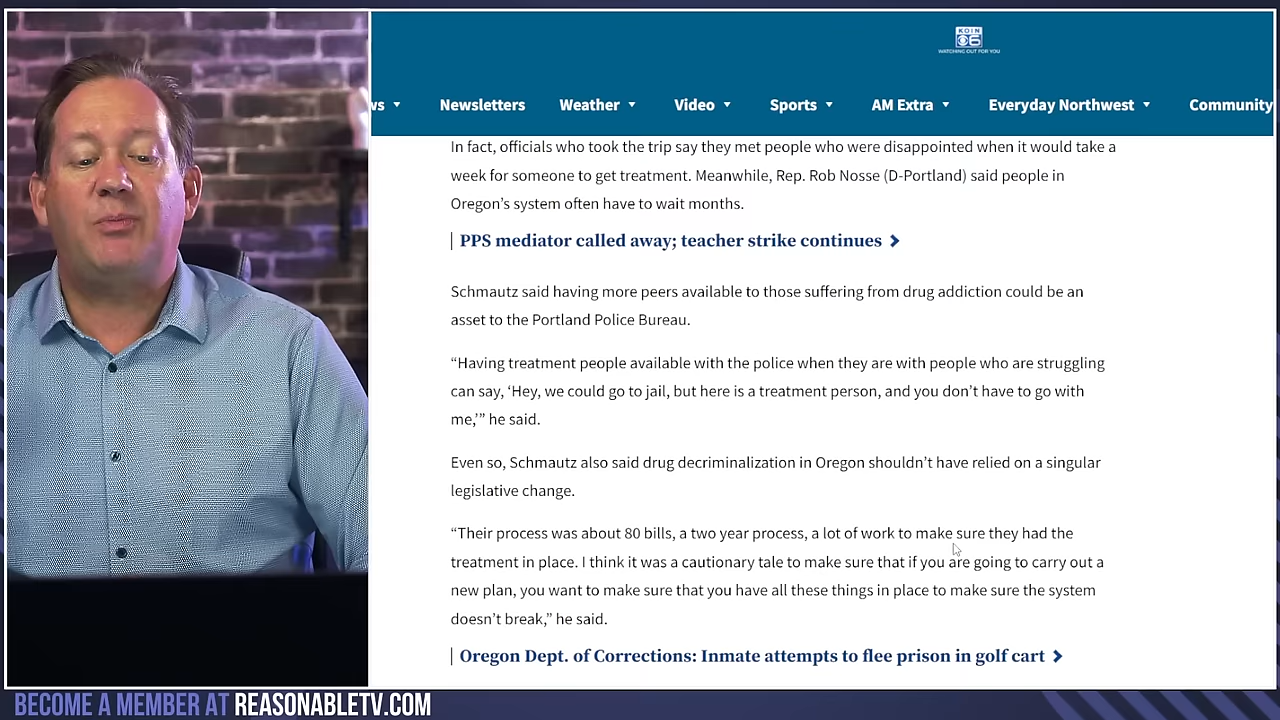 KOIN
6
WATCHING OUT FOR YOU
ws
Newsletters
Weather
Video
Sports
AM Extra
Everyday Northwest
Community
In fact, officials who took the trip say they met people who were disappointed when it would take a
week for someone to get treatment. Meanwhile, Rep. Rob Nosse (D-Portland) said people in
Oregon’s system often have to wait months.
PPS mediator called away; teacher strike continues
Schmautz said having more peers available to those suffering from drug addiction could be an
asset to the Portland Police Bureau.
“Having treatment people available with the police when they are with people who are struggling
can say, ‘Hey, we could go to jail, but here is a treatment person, and you don’t have to go with
me,’” he said.
Even so, Schmautz also said drug decriminalization in Oregon shouldn’t have relied on a singular
legislative change.
“Their process was about 80 bills, a two year process, a lot of work to make sure they had the
treatment in place. I think it was a cautionary tale to make sure that if you are going to carry out a
new plan, you want to make sure that you have all these things in place to make sure the system
doesn’t break,” he said.
Oregon Dept. of Corrections: Inmate attempts to flee prison in golf cart
BECOME A MEMBER AT REASONABLETV.COM